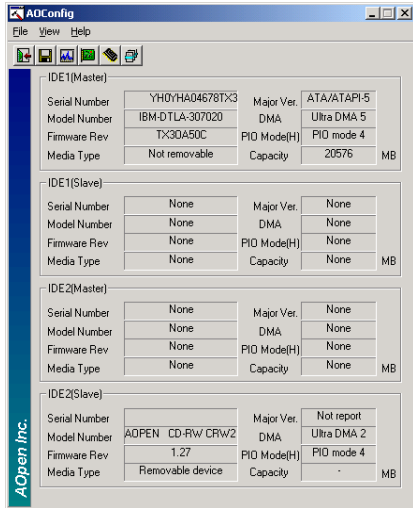 AOConfig
File View Help
IDE1(Master)
Serial Number YH0YHA04678TX3 Major Ver. ATA/ATAPI-5
Model Number IBM-DTLA-307020 DMA Ultra DMA 5
Firmware Rev TX3OA50C PIO Mode(H) PIO mode 4
Media Type Not removable Capacity 20576 MB
IDE1(Slave)
Serial Number None Major Ver. None
Model Number None DMA None
Firmware Rev None PIO Mode(H) None
Media Type None Capacity None MB
IDE2(Master)
Serial Number None Major Ver. None
Model Number None DMA None
Firmware Rev None PIO Mode(H) None
Media Type None Capacity None MB
IDE2(Slave)
Serial Number Major Ver. Not report
Model Number AOPEN CD-RW CRW2 DMA Ultra DMA 2
Firmware Rev 1.27 PIO Mode(H) PIO mode 4
Media Type Removable device Capacity - MB
AOpen Inc.